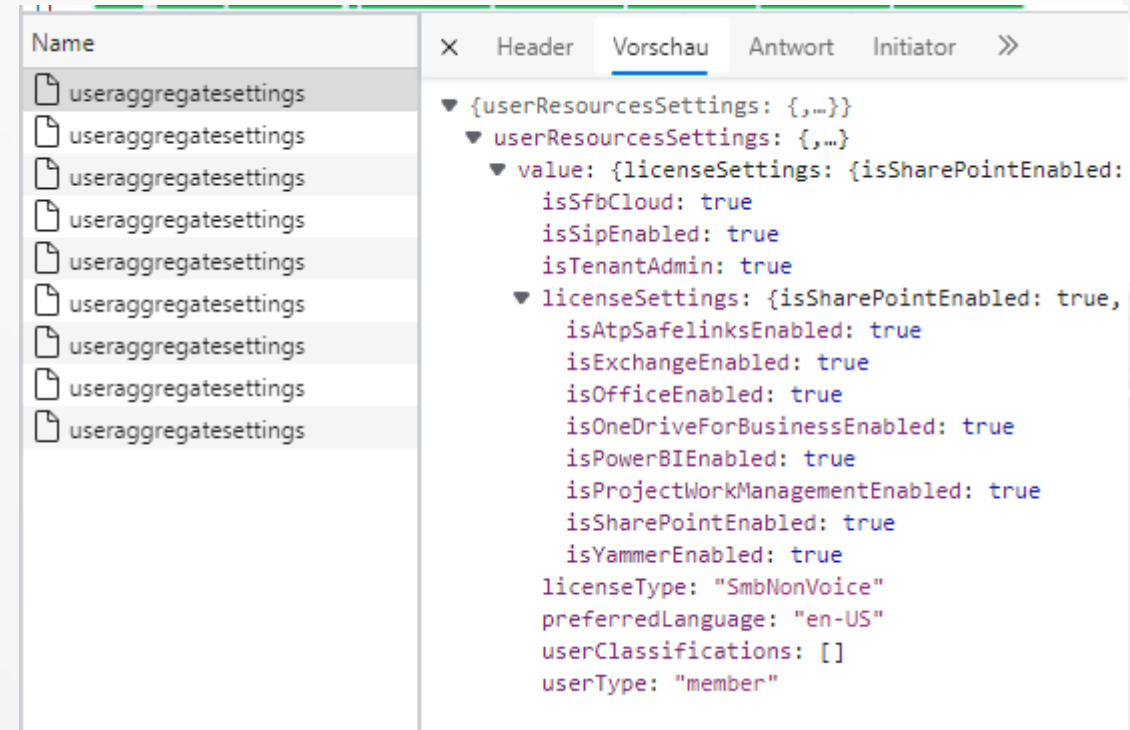 Name
useraggregatesettings
useraggregatesettings
useraggregatesettings
useraggregatesettings
useraggregatesettings
useraggregatesettings
useraggregatesettings
useraggregatesettings
useraggregatesettings
× Header Vorschau Antwort Initiator »
▼ {userResourcesSettings: {,…}}
▼ userResourcesSettings: {,…}
▼ value: {licenseSettings: {isSharePointEnabled:
isSfbCloud: true
isSipEnabled: true
isTenantAdmin: true
▼ licenseSettings: {isSharePointEnabled: true,
isAtpSafelinksEnabled: true
isExchangeEnabled: true
isOfficeEnabled: true
isOneDriveForBusinessEnabled: true
isPowerBIEnabled: true
isProjectWorkManagementEnabled: true
isSharePointEnabled: true
isYammerEnabled: true
licenseType: "SmbNonVoice"
preferredLanguage: "en-US"
userClassifications: []
userType: "member"